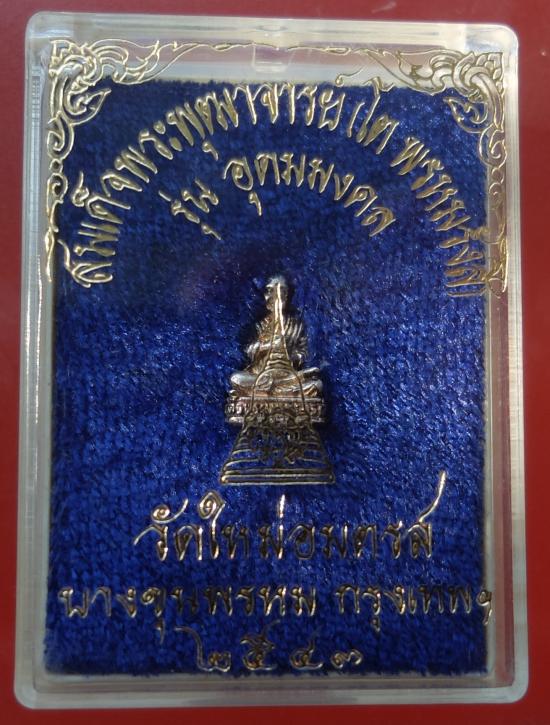 สมเด็จพระพุฒาจารย์ (โต พรหมรังสี)
รุ่น อุดมมงคล
วัดใหม่อมตรส
บางขุนพรหม กรุงเทพฯ
๒๕๔๓